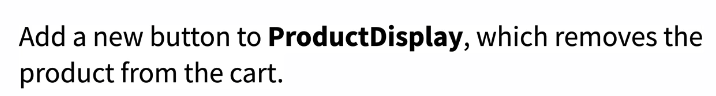 Add a new button to ProductDisplay, which removes the
product from the cart.